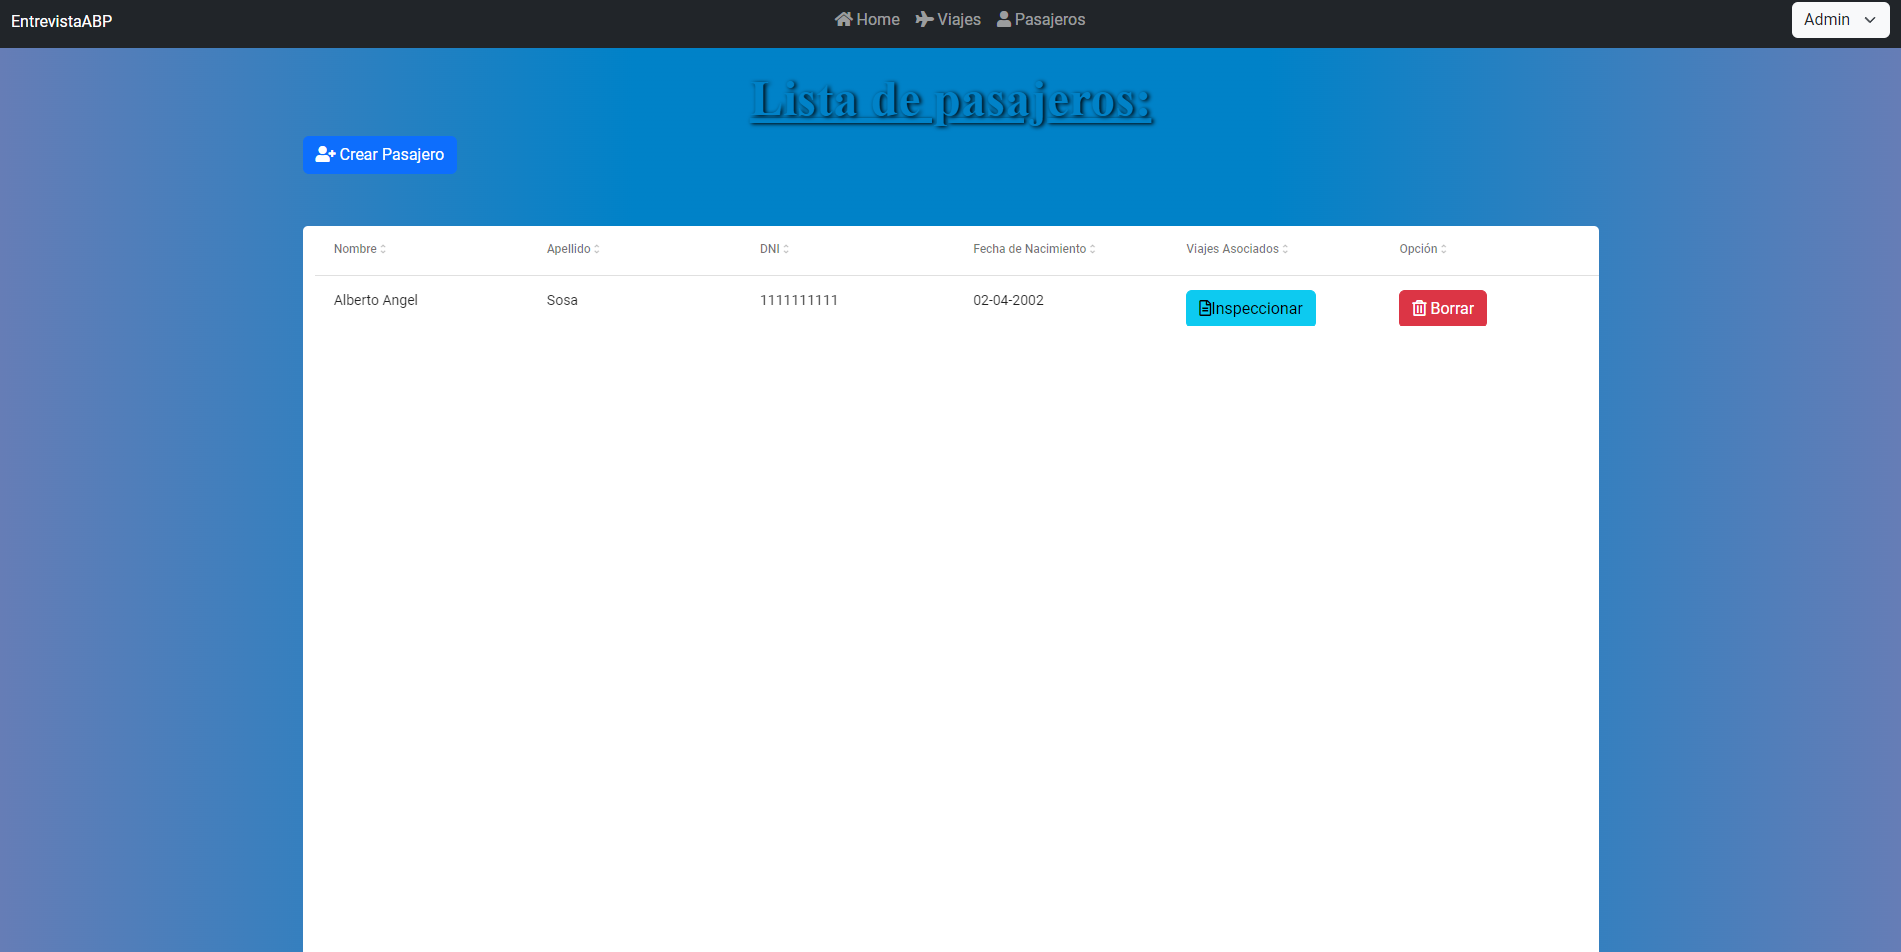 EntrevistaABP
Home Viajes Pasajeros
Admin
Lista de pasajeros:
Crear Pasajero
Nombre Apellido DNI Fecha de Nacimiento Viajes Asociados Opción
Alberto Angel Sosa 1111111111 02-04-2002 Inspeccionar Borrar